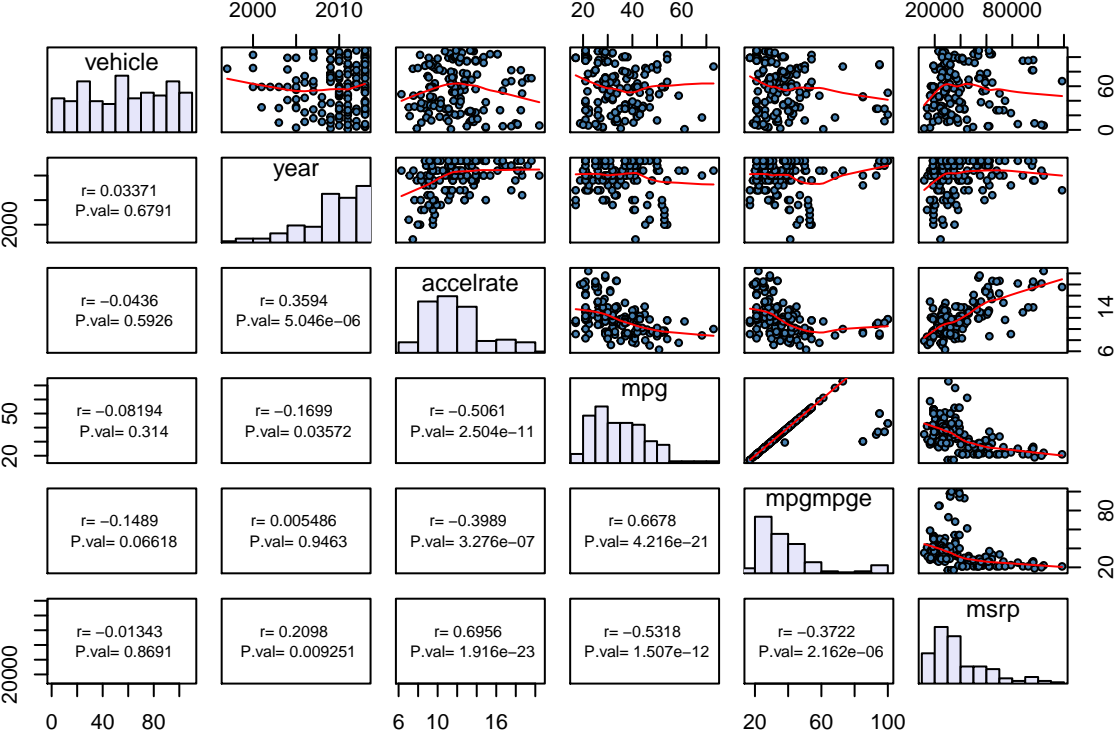 2000 2010 20 40 60 20000 80000
vehicle
0 60
year
r= 0.03371
P.val= 0.6791
2000
accelrate
r= −0.0436
P.val= 0.5926
r= 0.3594
P.val= 5.046e−06
6 14
mpg
r= −0.08194
P.val= 0.314
r= −0.1699
P.val= 0.03572
r= −0.5061
P.val= 2.504e−11
20 50
mpgmpge
r= −0.1489
P.val= 0.06618
r= 0.005486
P.val= 0.9463
r= −0.3989
P.val= 3.276e−07
r= 0.6678
P.val= 4.216e−21
20 80
msrp
r= −0.01343
P.val= 0.8691
r= 0.2098
P.val= 0.009251
r= 0.6956
P.val= 1.916e−23
r= −0.5318
P.val= 1.507e−12
r= −0.3722
P.val= 2.162e−06
20000
0 40 80 6 10 16 20 60 100